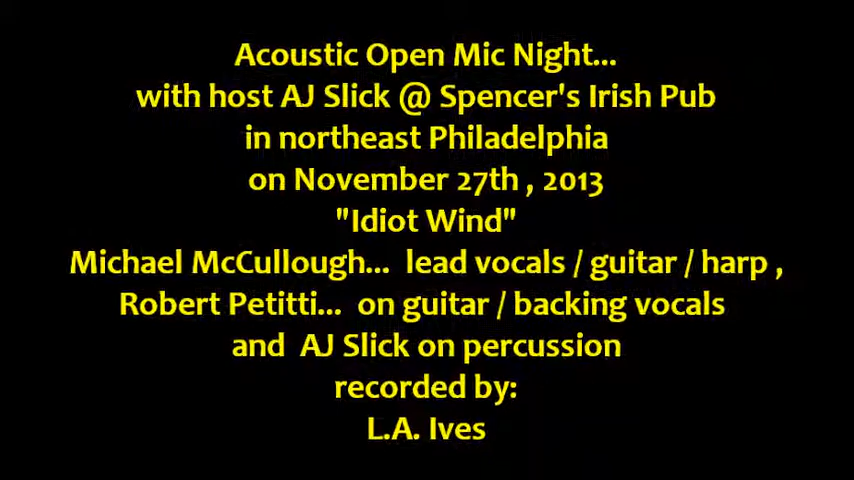 Acoustic Open Mic Night...
with host AJ Slick @ Spencer's Irish Pub
in northeast Philadelphia
on November 27th , 2013
"Idiot Wind"
Michael McCullough...  lead vocals / guitar / harp ,
Robert Petitti...  on guitar / backing vocals
and  AJ Slick on percussion
recorded by:
L.A. Ives